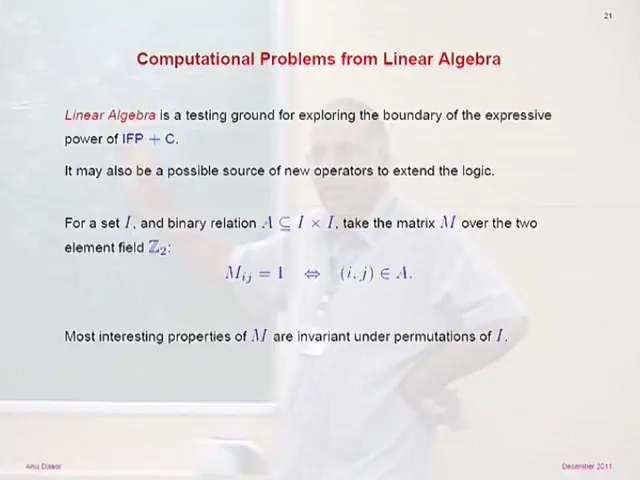 21
Computational Problems from Linear Algebra
Linear Algebra is a testing ground for exploring the boundary of the expressive
power of IFP + C.
It may also be a possible source of new operators to extend the logic.
For a set I, and binary relation A ⊆ I × I, take the matrix M over the two
element field ℤ₂:
Mᵢⱼ = 1 ⇔ (i, j) ∈ A.
Most interesting properties of M are invariant under permutations of I.
Anuj Dawar
December 2011